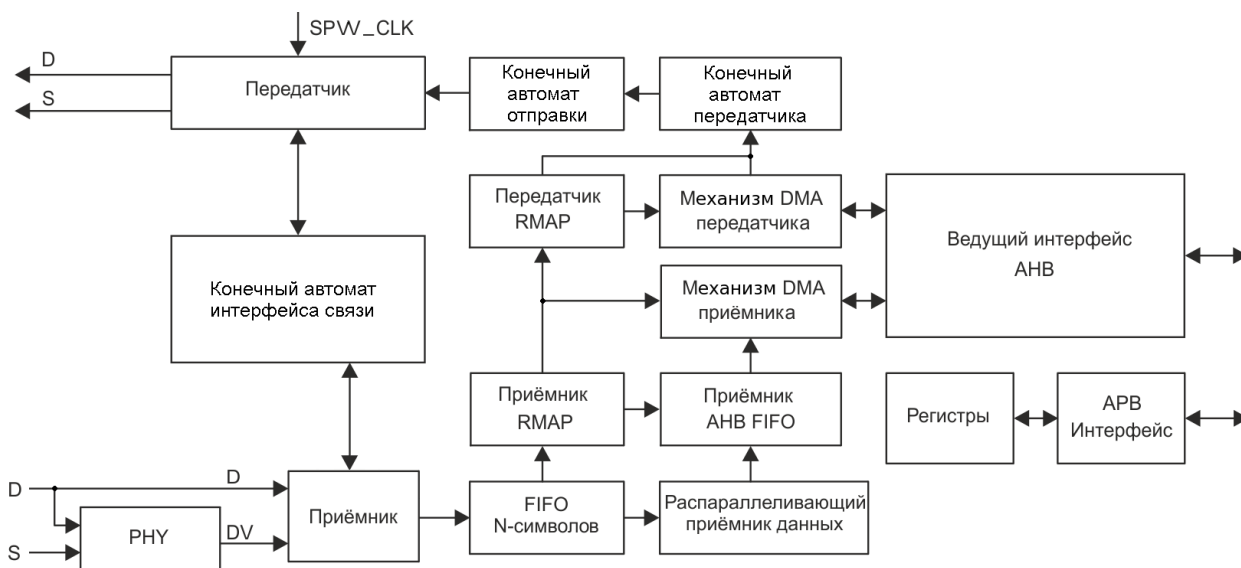 SPW_CLK
D
S
Передатчик
Конечный
автомат
отправки
Конечный
автомат
передатчика
Передатчик
RMAP
Механизм DMA
передатчика
Ведущий интерфейс
AHB
Конечный автомат
интерфейса связи
Механизм DMA
приёмника
Приёмник
RMAP
Приёмник
AHB FIFO
Регистры
APB
Интерфейс
D
D
S
PHY
DV
Приёмник
FIFO
N-символов
Распараллеливающий
приёмник данных